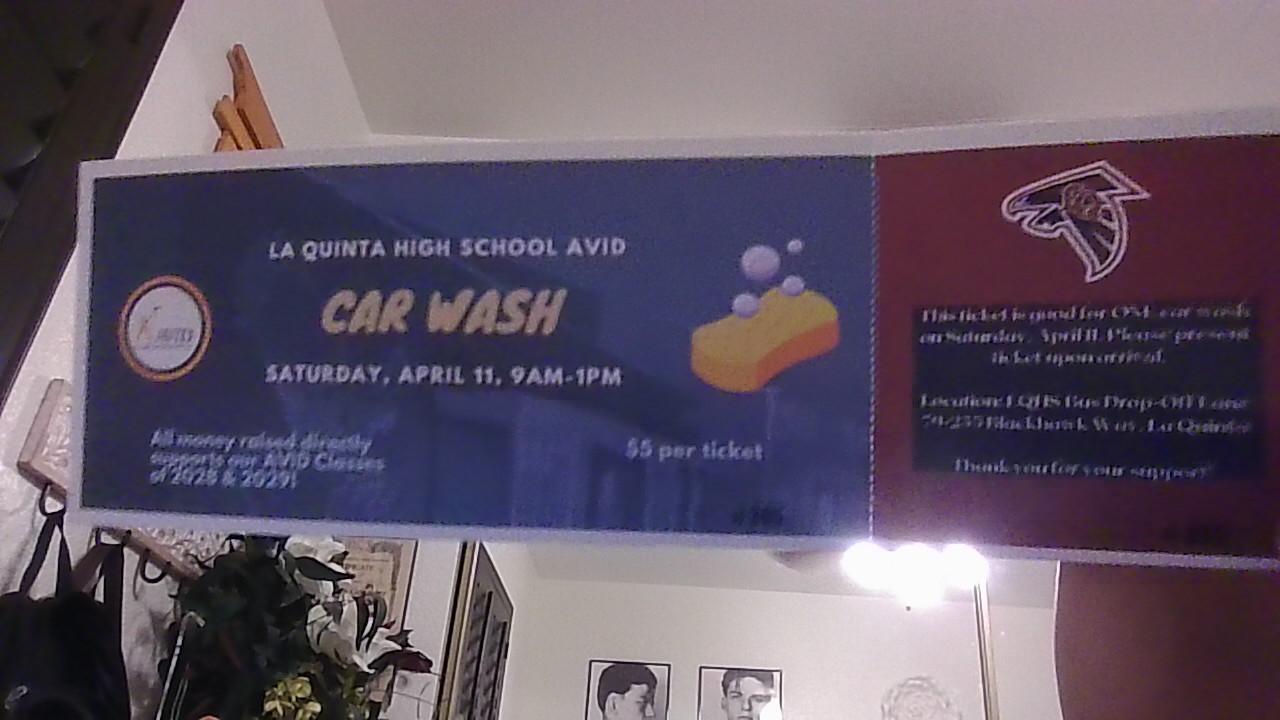 LA QUINTA HIGH SCHOOL AVID
CAR WASH
SATURDAY, APRIL 11, 9AM-1PM
AVID
All money raised directly
supports our AVID Classes
of 2028 & 2029!
$5 per ticket
This ticket is good for ONE car wash
on Saturday, April 11. Please present
ticket upon arrival.
Location: LQHS Bus Drop-Off Lane
Blackhawk Way, La Quinta
Thank you for your support!